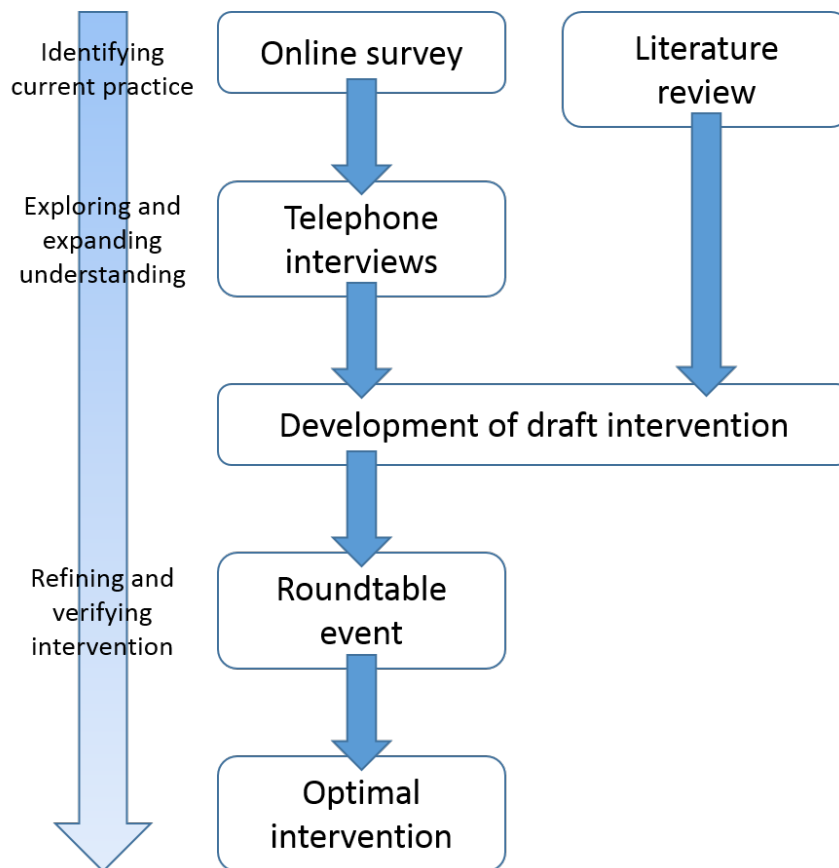 Identifying
current practice
Online survey
Literature
review
Exploring and
expanding
understanding
Telephone
interviews
Development of draft intervention
Refining and
verifying
intervention
Roundtable
event
Optimal
intervention